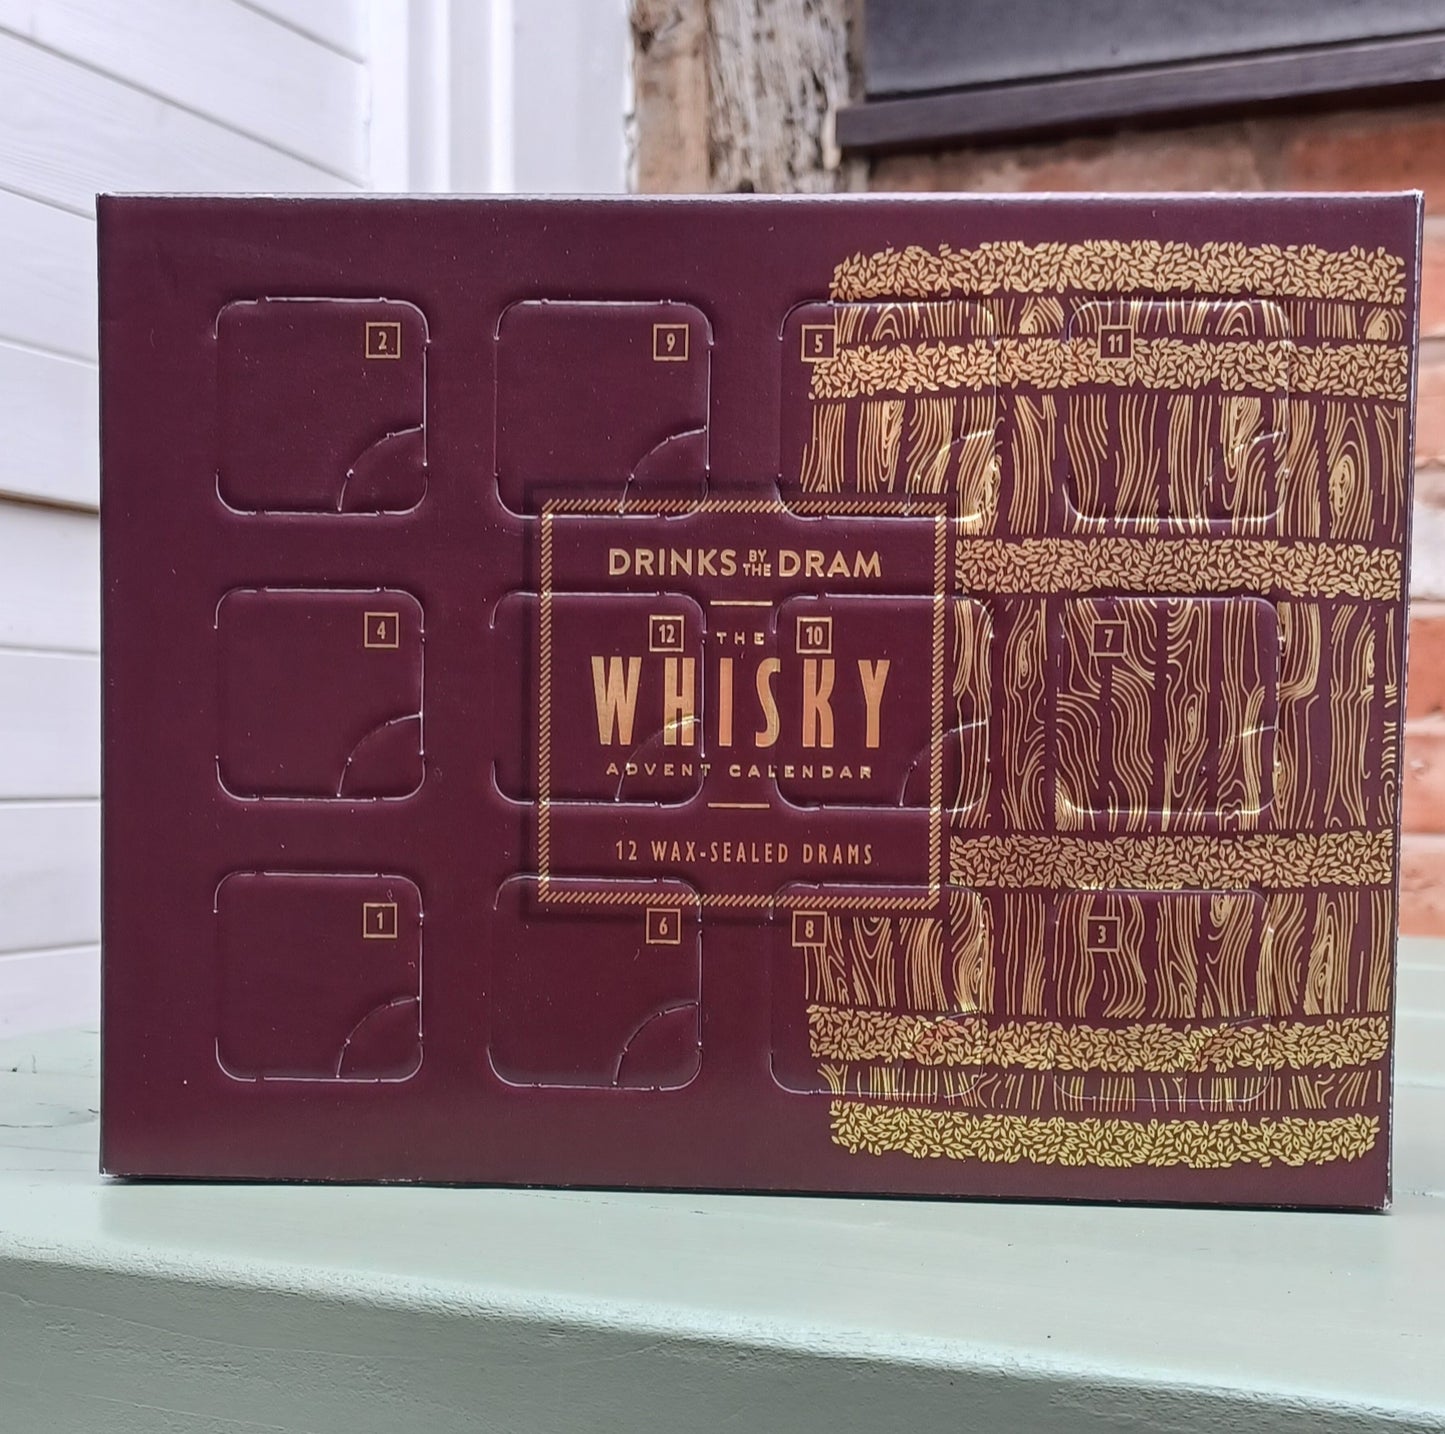 2
9
5
11
DRINKS BY THE DRAM
4
12
THE
10
7
WHISKY
ADVENT CALENDAR
12 WAX-SEALED DRAMS
1
6
8
3